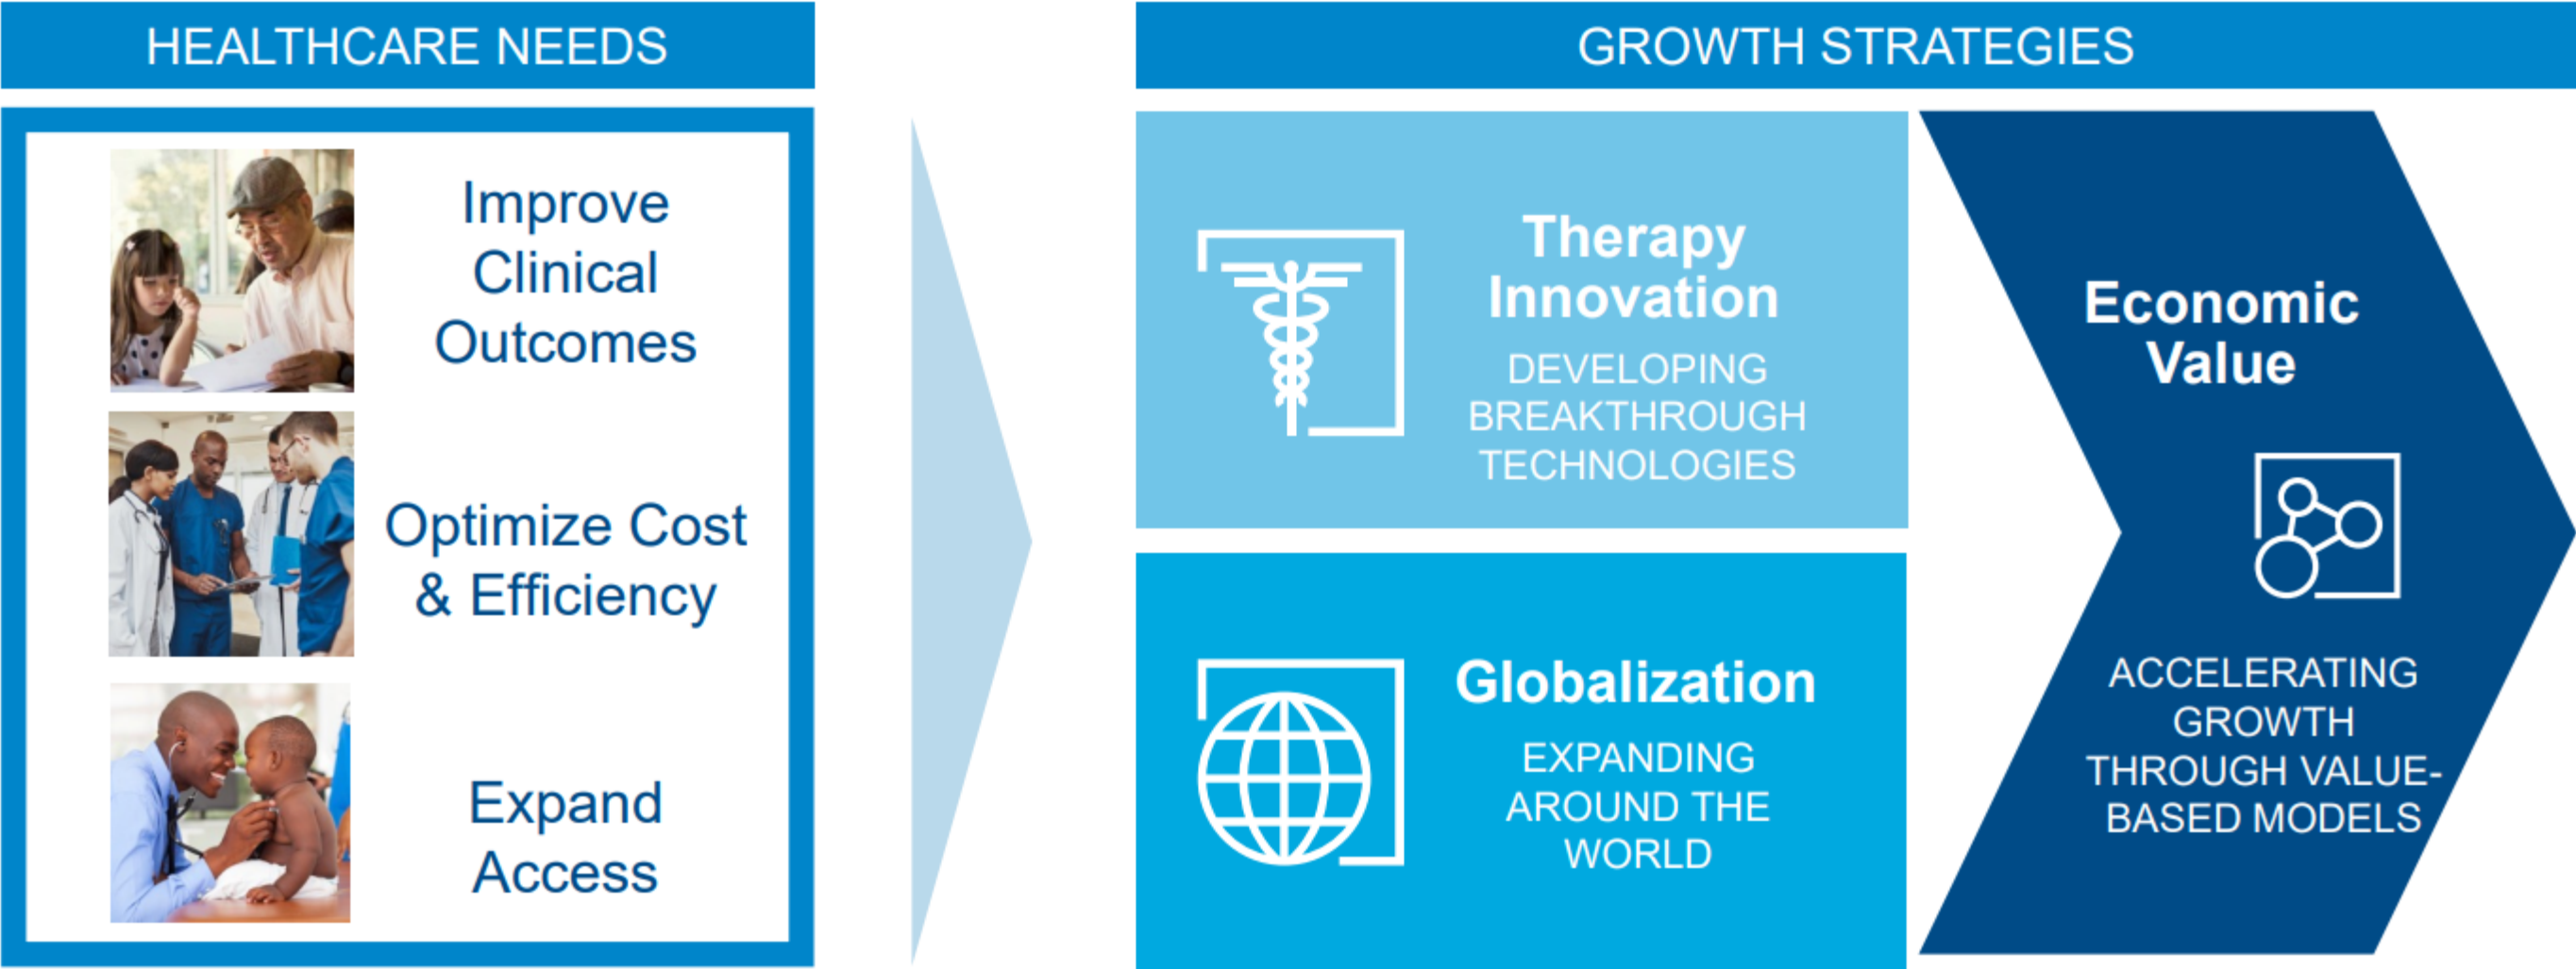 HEALTHCARE NEEDS
Improve
Clinical
Outcomes
Optimize Cost
& Efficiency
Expand
Access
GROWTH STRATEGIES
Therapy
Innovation
DEVELOPING
BREAKTHROUGH
TECHNOLOGIES
Globalization
EXPANDING
AROUND THE
WORLD
Economic
Value
ACCELERATING
GROWTH
THROUGH VALUE-
BASED MODELS